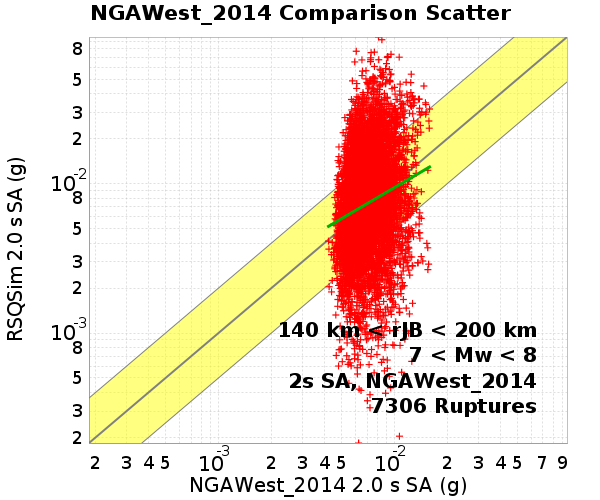 NGAWest_2014 Comparison Scatter
RSQSim 2.0 s SA (g)
8
5
3
2
10-2
8
5
3
2
10-3
8
5
3
2
140 km < rJB < 200 km
7 < Mw < 8
2s SA, NGAWest_2014
7306 Ruptures
2 3 4 5 10-3 2 3 4 5 10-2 2 3 4 5 7 9
NGAWest_2014 2.0 s SA (g)